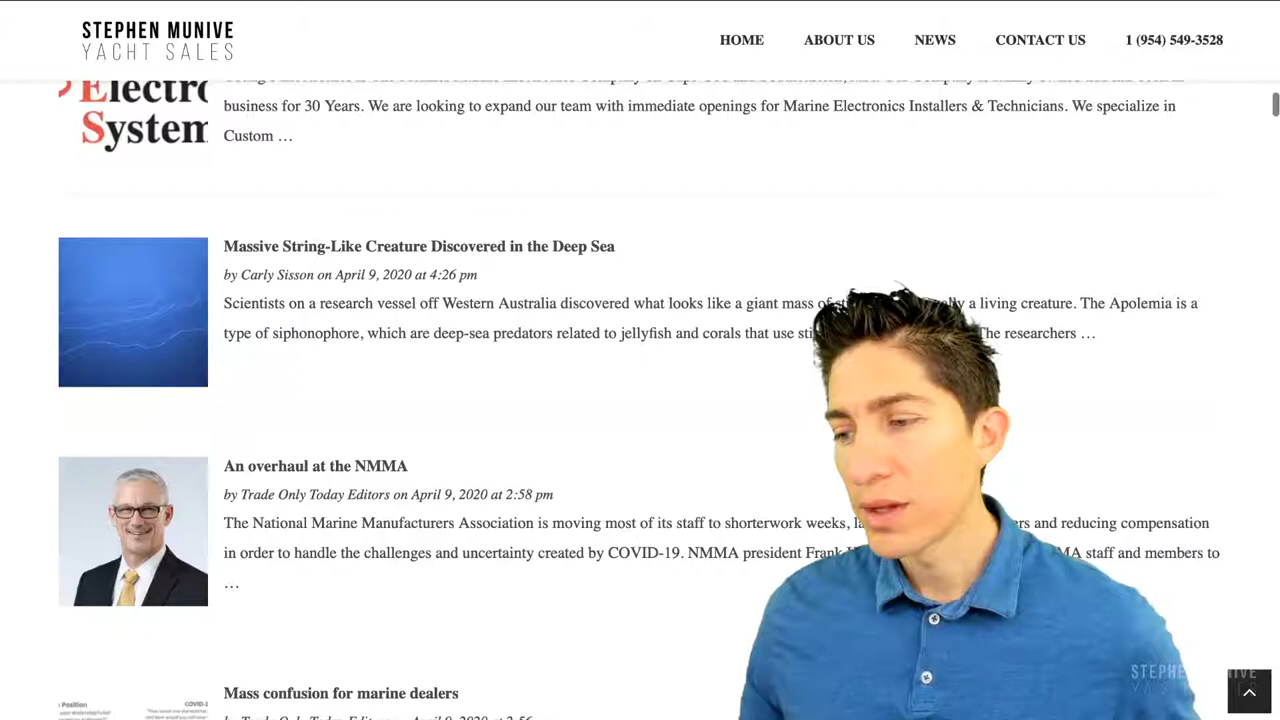 STEPHEN MUNIVE
YACHT SALES
HOME
ABOUT US
NEWS
CONTACT US
1 (954) 549-3528
Electro
System
business for 30 Years. We are looking to expand our team with immediate openings for Marine Electronics Installers & Technicians. We specialize in
Custom …
Massive String-Like Creature Discovered in the Deep Sea
by Carly Sisson on April 9, 2020 at 4:26 pm
Scientists on a research vessel off Western Australia discovered what looks like a giant mass of a living creature. The Apolemia is a
type of siphonophore, which are deep-sea predators related to jellyfish and corals that use The researchers …
An overhaul at the NMMA
by Trade Only Today Editors on April 9, 2020 at 2:58 pm
The National Marine Manufacturers Association is moving most of its staff to shorterwork weeks, and reducing compensation
in order to handle the challenges and uncertainty created by COVID-19. NMMA president Frank staff and members to
…
Mass confusion for marine dealers
Position